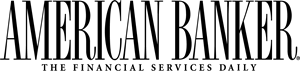 AMERICAN BANKER®
THE FINANCIAL SERVICES DAILY